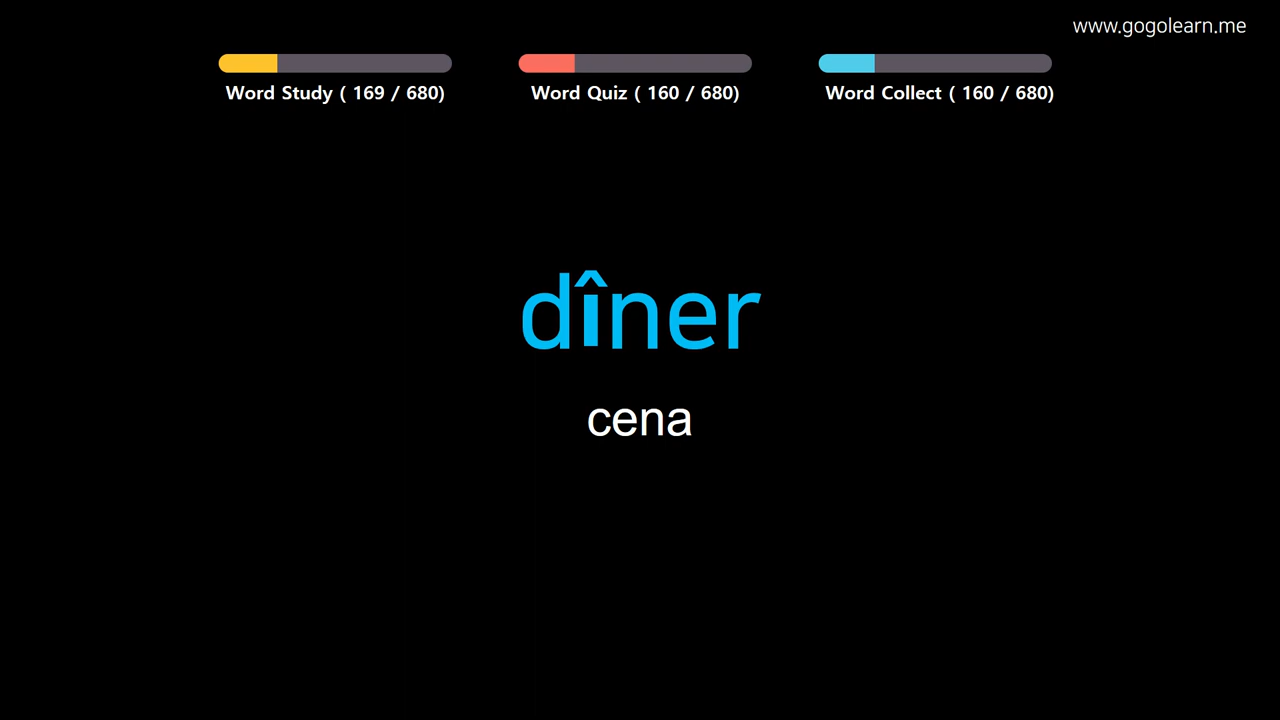 www.gogolearn.me
Word Study ( 169 / 680)
Word Quiz ( 160 / 680)
Word Collect ( 160 / 680)
dîner
cena